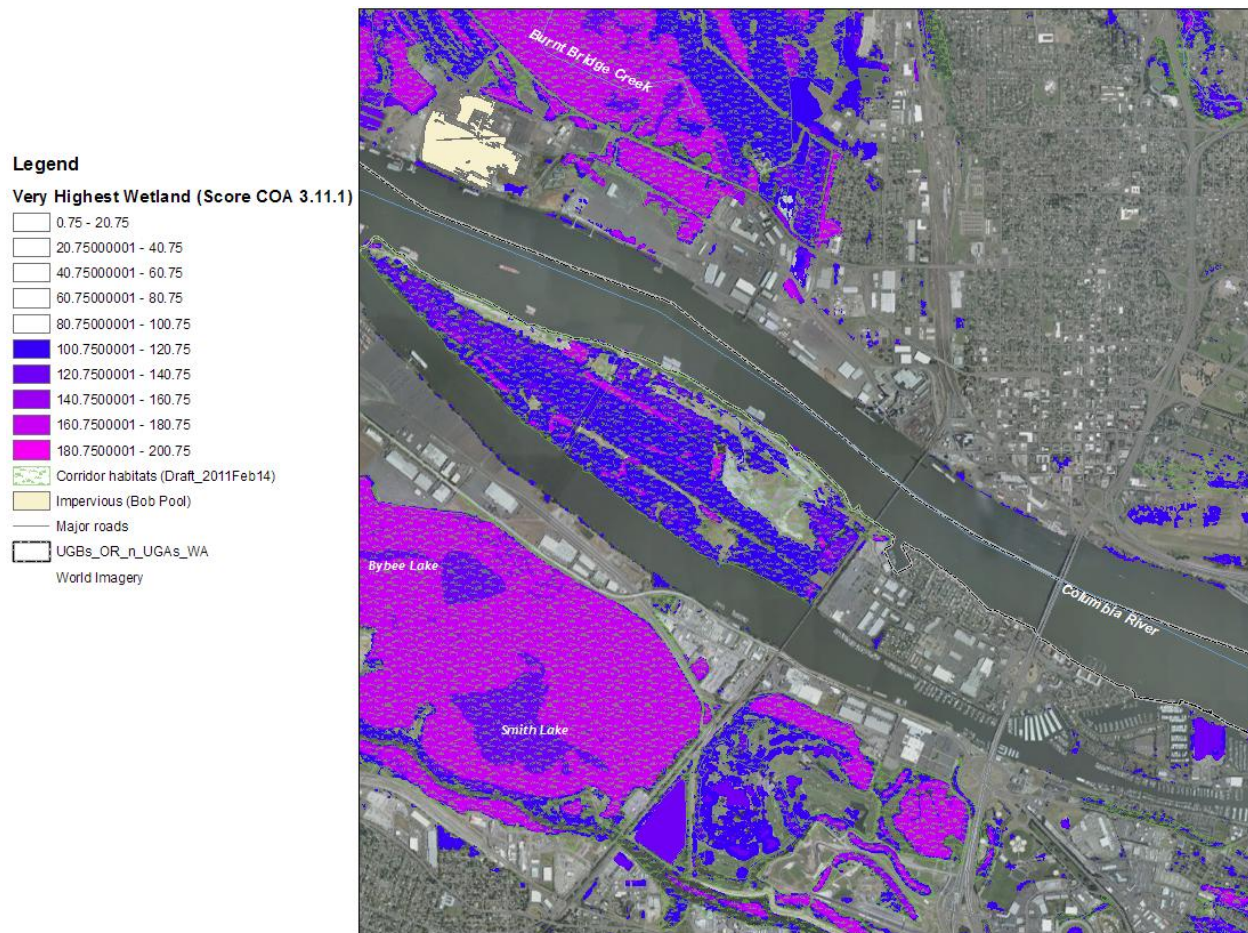 Legend
Very Highest Wetland (Score COA 3.11.1)
0.75 - 20.75
20.75000001 - 40.75
40.75000001 - 60.75
60.75000001 - 80.75
80.75000001 - 100.75
100.7500001 - 120.75
120.7500001 - 140.75
140.7500001 - 160.75
160.7500001 - 180.75
180.7500001 - 200.75
Corridor habitats (Draft_2011Feb14)
Impervious (Bob Pool)
Major roads
UGBs_OR_n_UGAs_WA
World Imagery
Burnt Bridge Creek
Bybee Lake
Columbia River
Smith Lake